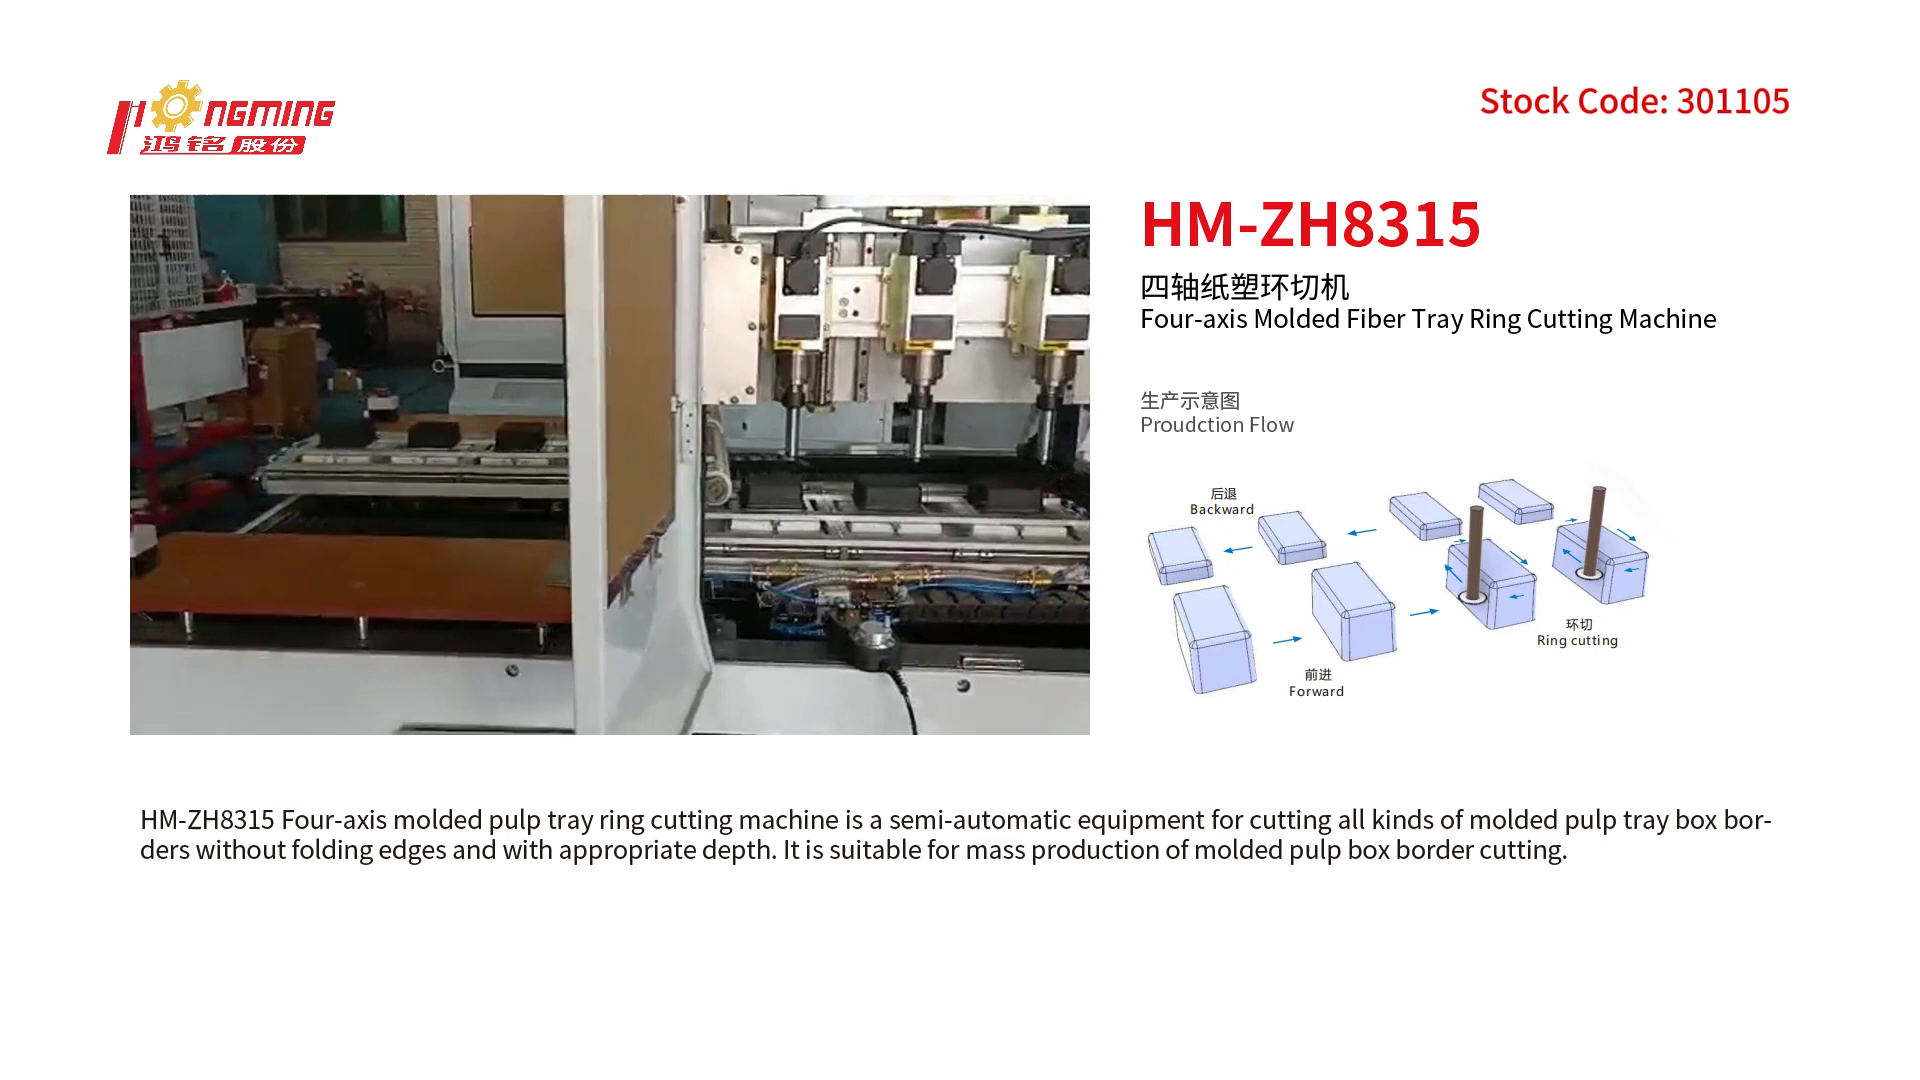 HONGMING
鸿铭股份
Stock Code: 301105
HM-ZH8315
四轴纸塑环切机
Four-axis Molded Fiber Tray Ring Cutting Machine
生产示意图
Proudction Flow
后退
Backward
环切
Ring cutting
前进
Forward
HM-ZH8315 Four-axis molded pulp tray ring cutting machine is a semi-automatic equipment for cutting all kinds of molded pulp tray box bor-
ders without folding edges and with appropriate depth. It is suitable for mass production of molded pulp box border cutting.